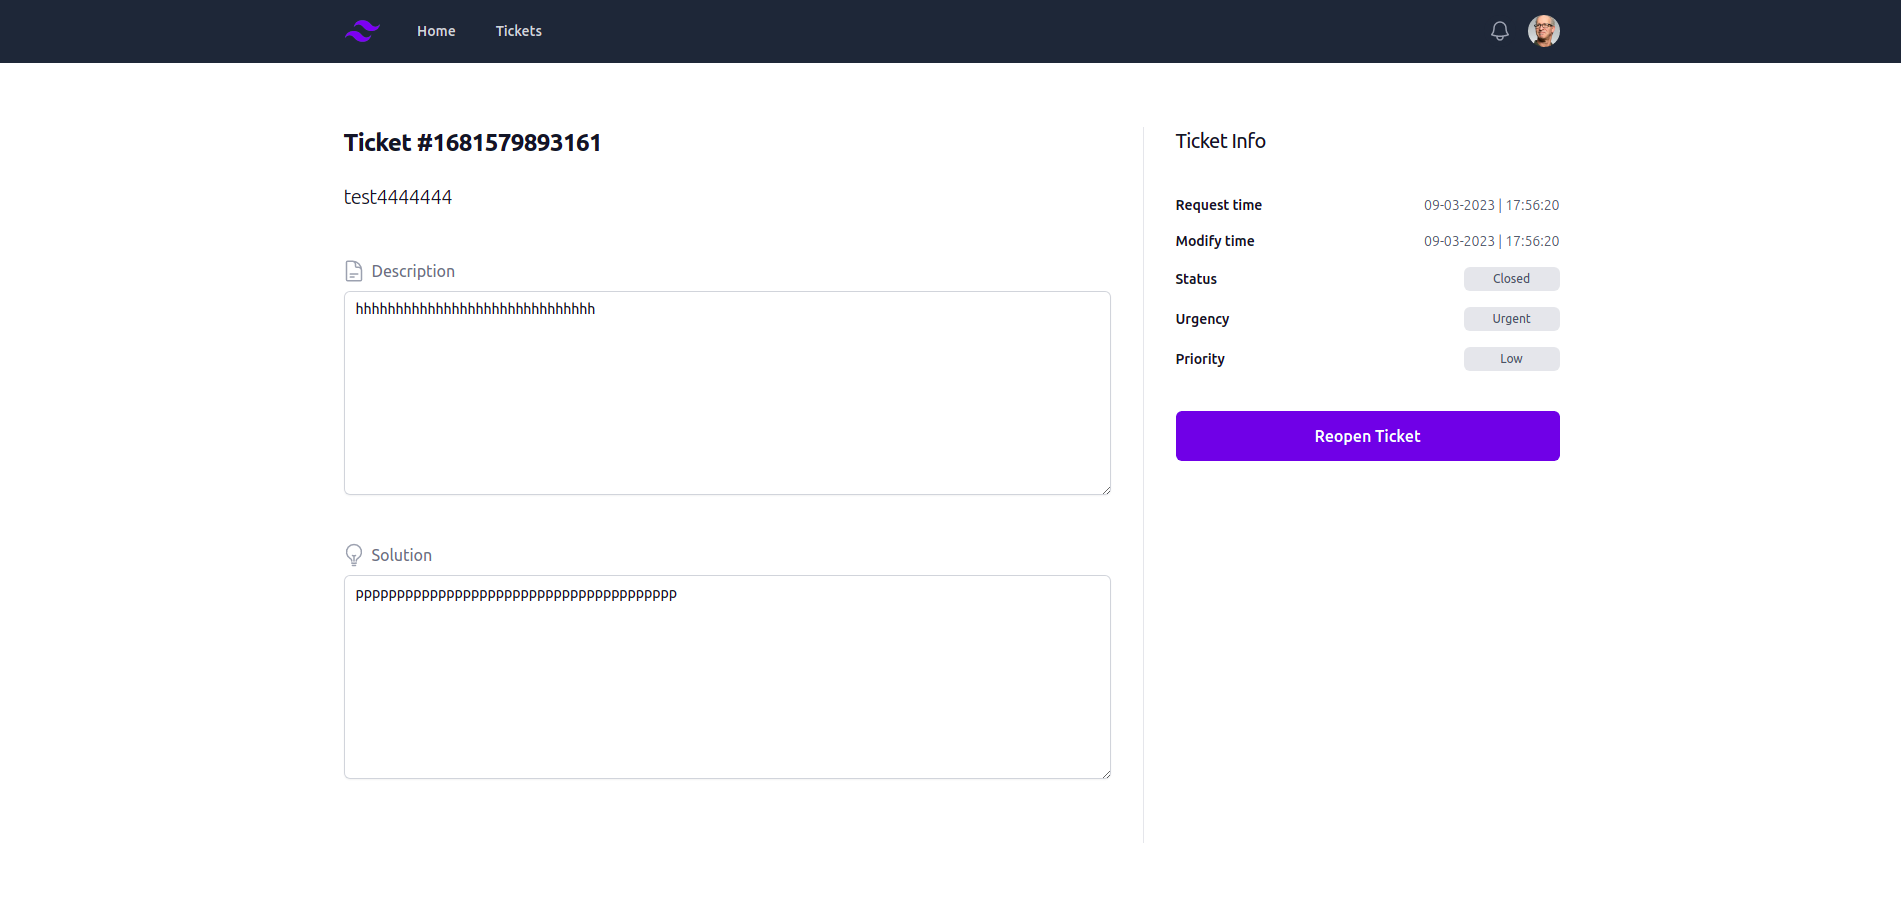 Home
Tickets
Ticket #1681579893161
test4444444
Description
hhhhhhhhhhhhhhhhhhhhhhhhhhhhhh
Solution
pppppppppppppppppppppppppppppppppppppppp
Ticket Info
Request time 09-03-2023 | 17:56:20
Modify time 09-03-2023 | 17:56:20
Status Closed
Urgency Urgent
Priority Low
Reopen Ticket